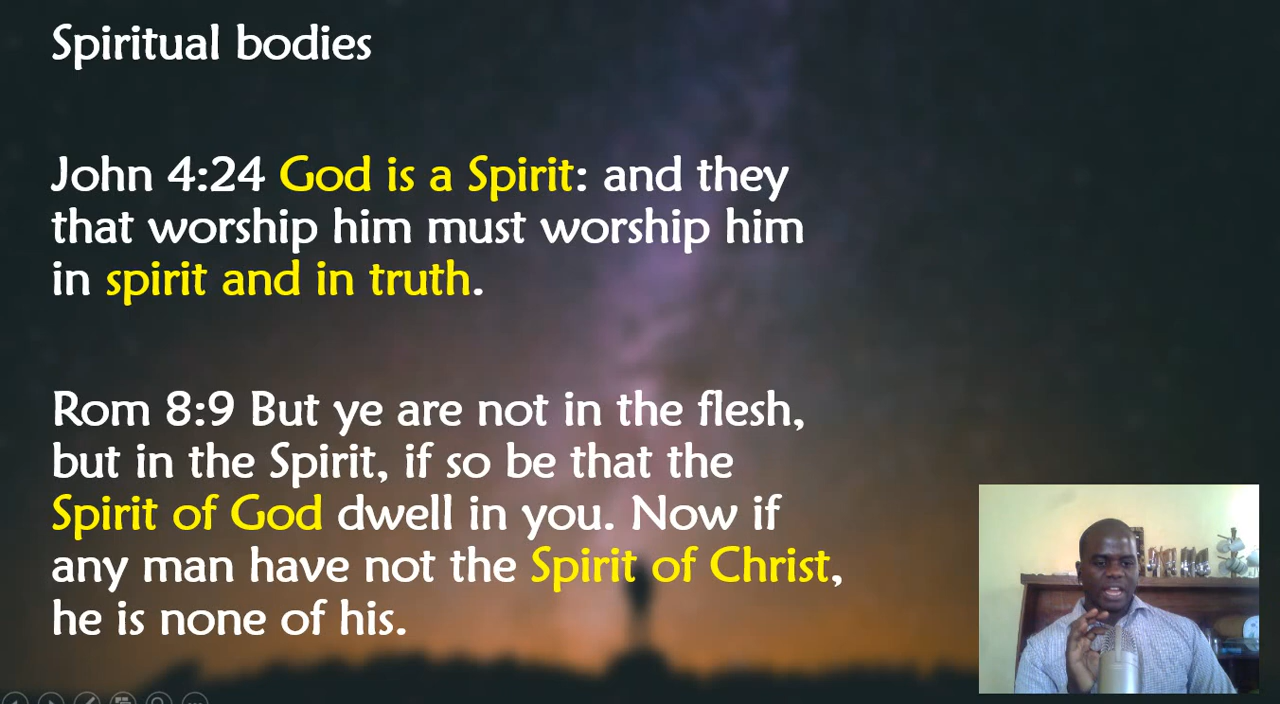 Spiritual bodies
John 4:24 God is a Spirit: and they
that worship him must worship him
in spirit and in truth.
Rom 8:9 But ye are not in the flesh,
but in the Spirit, if so be that the
Spirit of God dwell in you. Now if
any man have not the Spirit of Christ,
he is none of his.